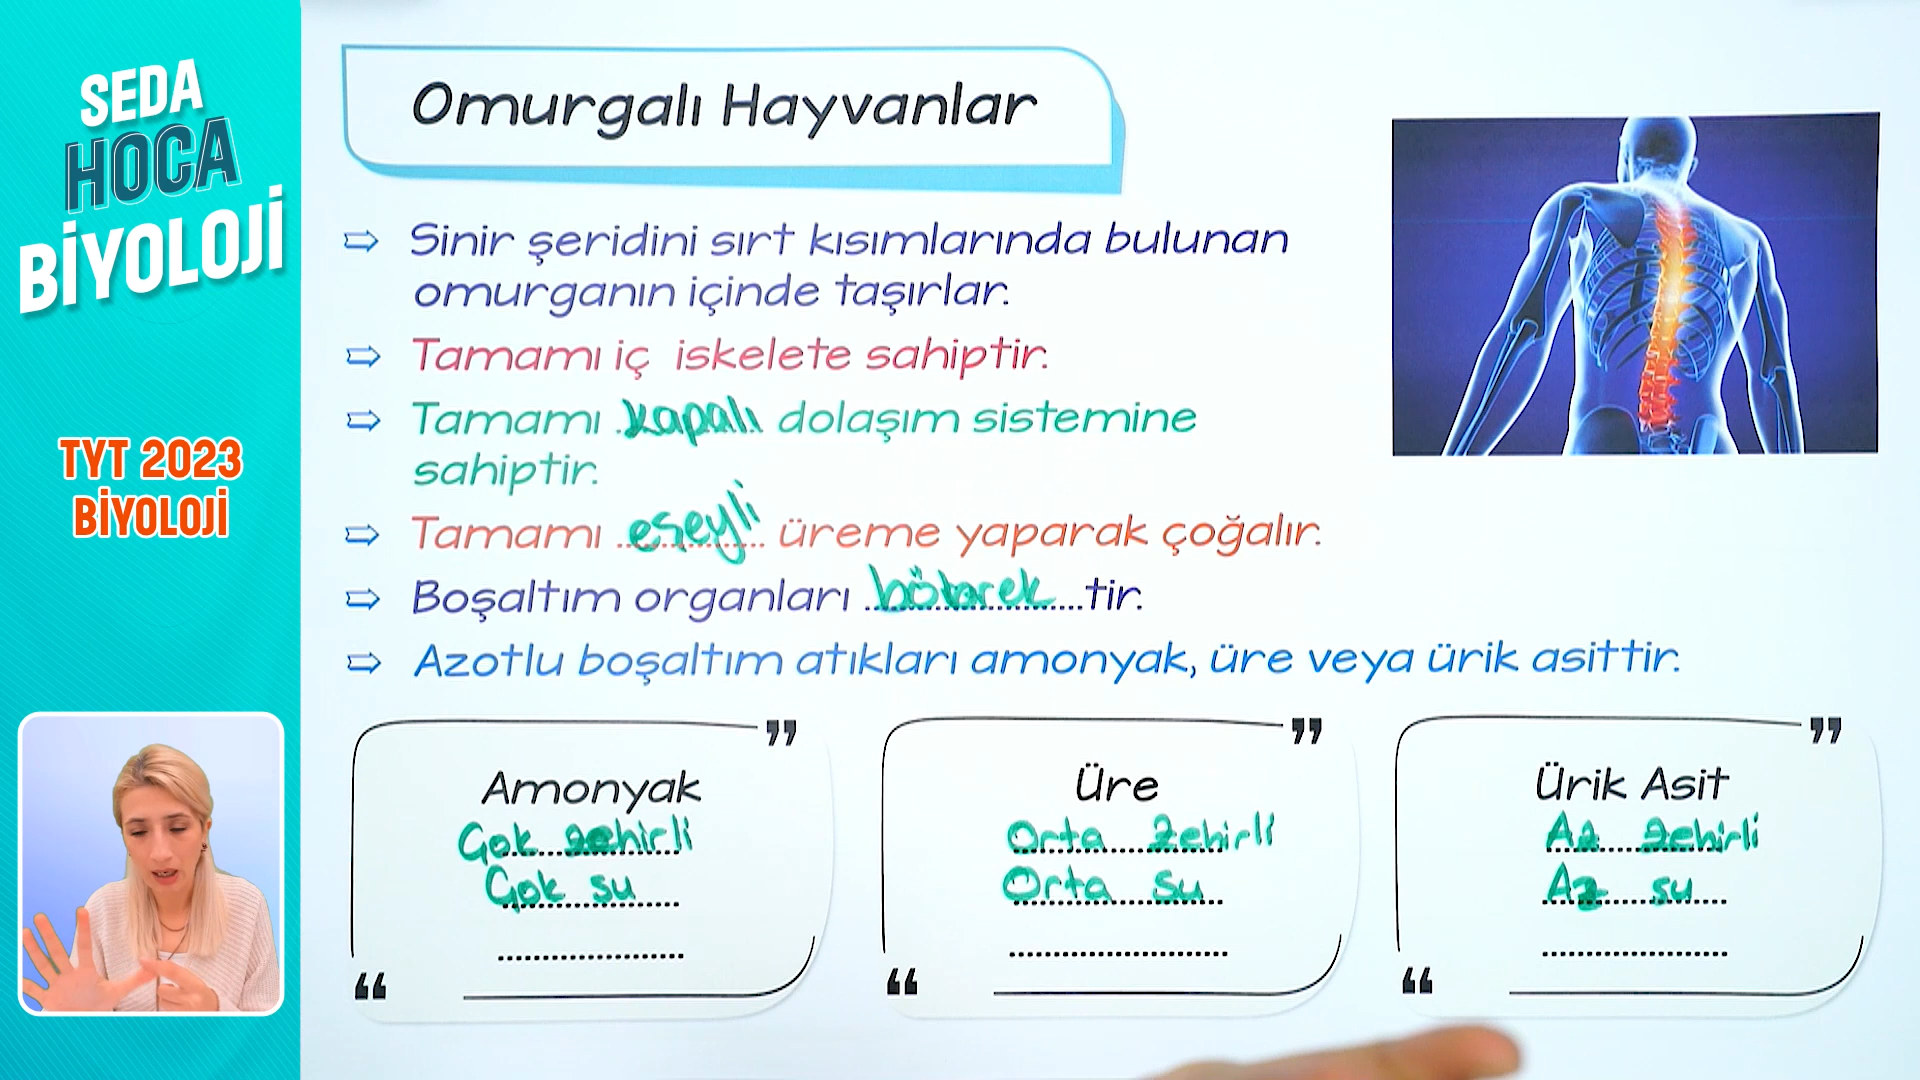 SEDA
HOCA
BİYOLOJİ
TYT 2023
BİYOLOJİ
Omurgalı Hayvanlar
⇨ Sinir şeridini sırt kısımlarında bulunan
omurganın içinde taşırlar.
⇨ Tamamı iç iskelete sahiptir.
⇨ Tamamı kapalı dolaşım sistemine
sahiptir.
⇨ Tamamı eşeyli üreme yaparak çoğalır.
⇨ Boşaltım organları böbrek tir.
⇨ Azotlu boşaltım atıkları amonyak, üre veya ürik asittir.
Amonyak
Çok zehirli
Çok su
Üre
Orta zehirli
Orta su
Ürik Asit
Az zehirli
Az su